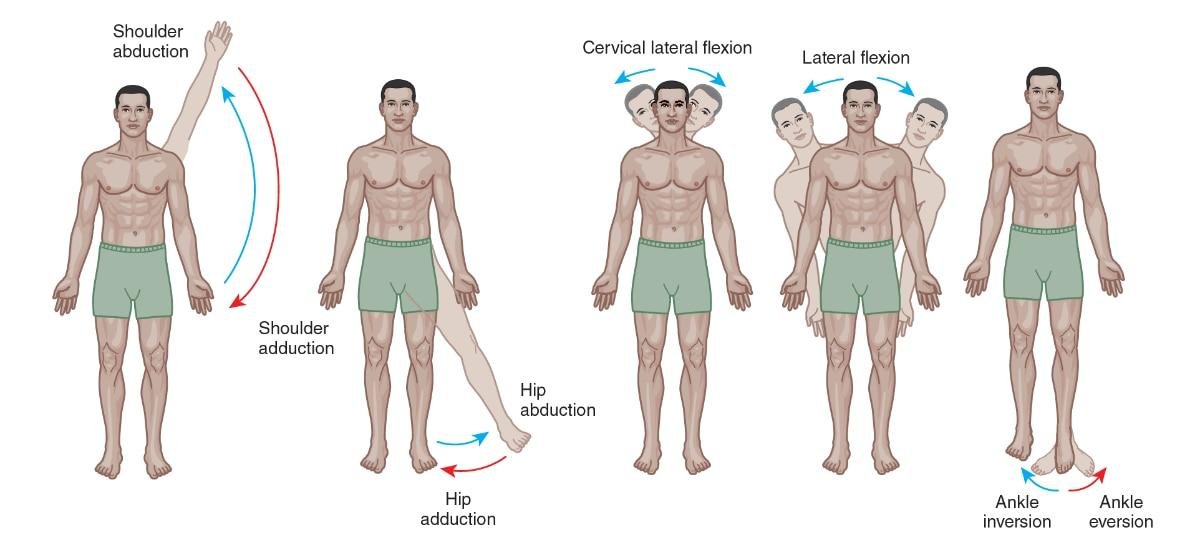 Shoulder
abduction
Shoulder
adduction
Hip
abduction
Hip
adduction
Cervical lateral flexion
Lateral flexion
Ankle
inversion
Ankle
eversion